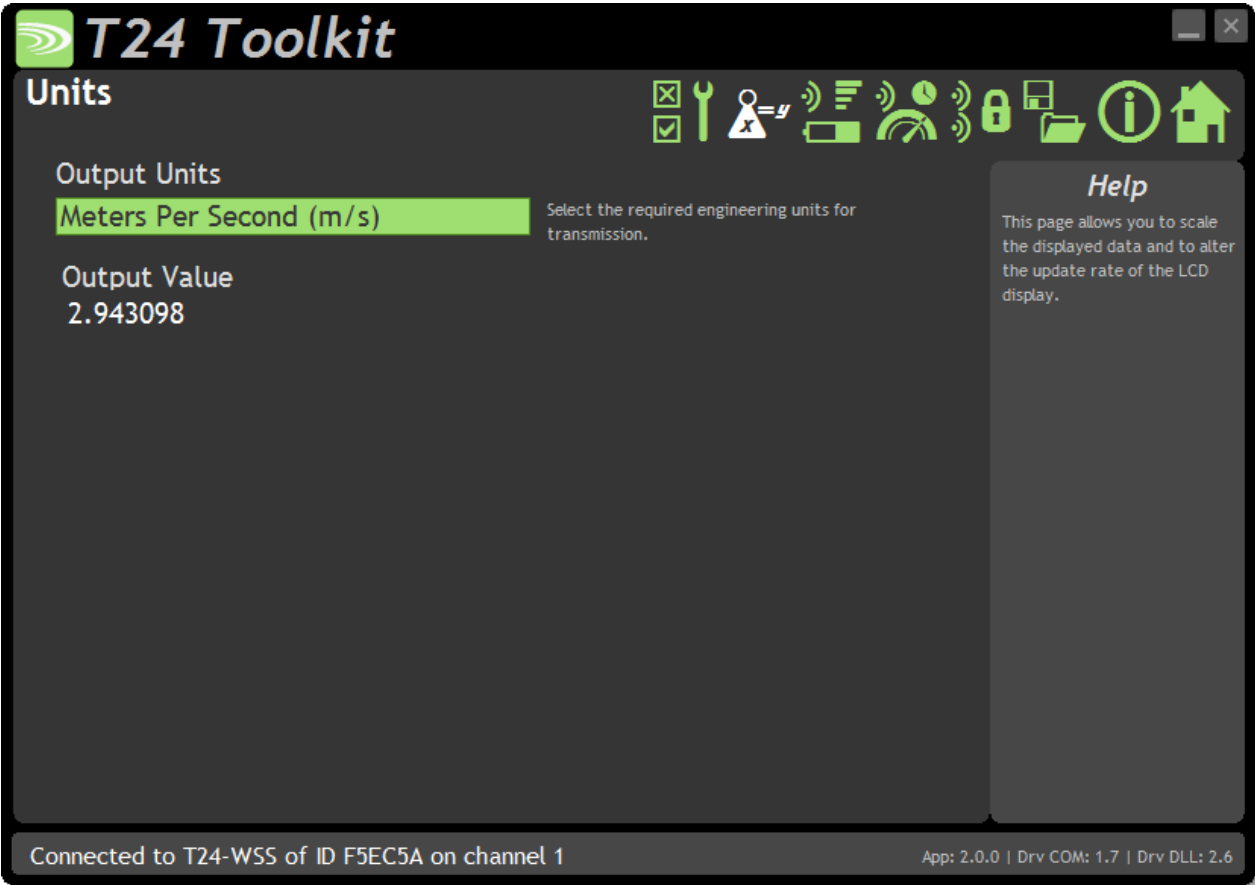 T24 Toolkit
Units
x=y
Output Units
Meters Per Second (m/s)
Select the required engineering units for
transmission.
Output Value
2.943098
Help
This page allows you to scale
the displayed data and to alter
the update rate of the LCD
display.
Connected to T24-WSS of ID F5EC5A on channel 1
App: 2.0.0 | Drv COM: 1.7 | Drv DLL: 2.6